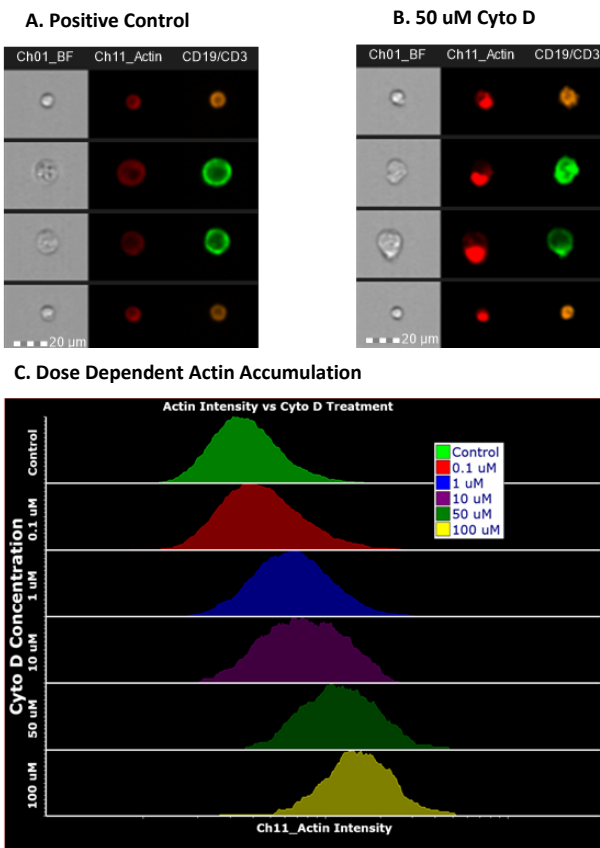 A. Positive Control
Ch01_BF Ch11_Actin CD19/CD3
20 µm
B. 50 uM Cyto D
Ch01_BF Ch11_Actin CD19/CD3
20 µm
C. Dose Dependent Actin Accumulation
Actin Intensity vs Cyto D Treatment
Cyto D Concentration
Control
0.1 uM
1 uM
10 uM
50 uM
100 uM
Control
0.1 uM
1 uM
10 uM
50 uM
100 uM
Ch11_Actin Intensity